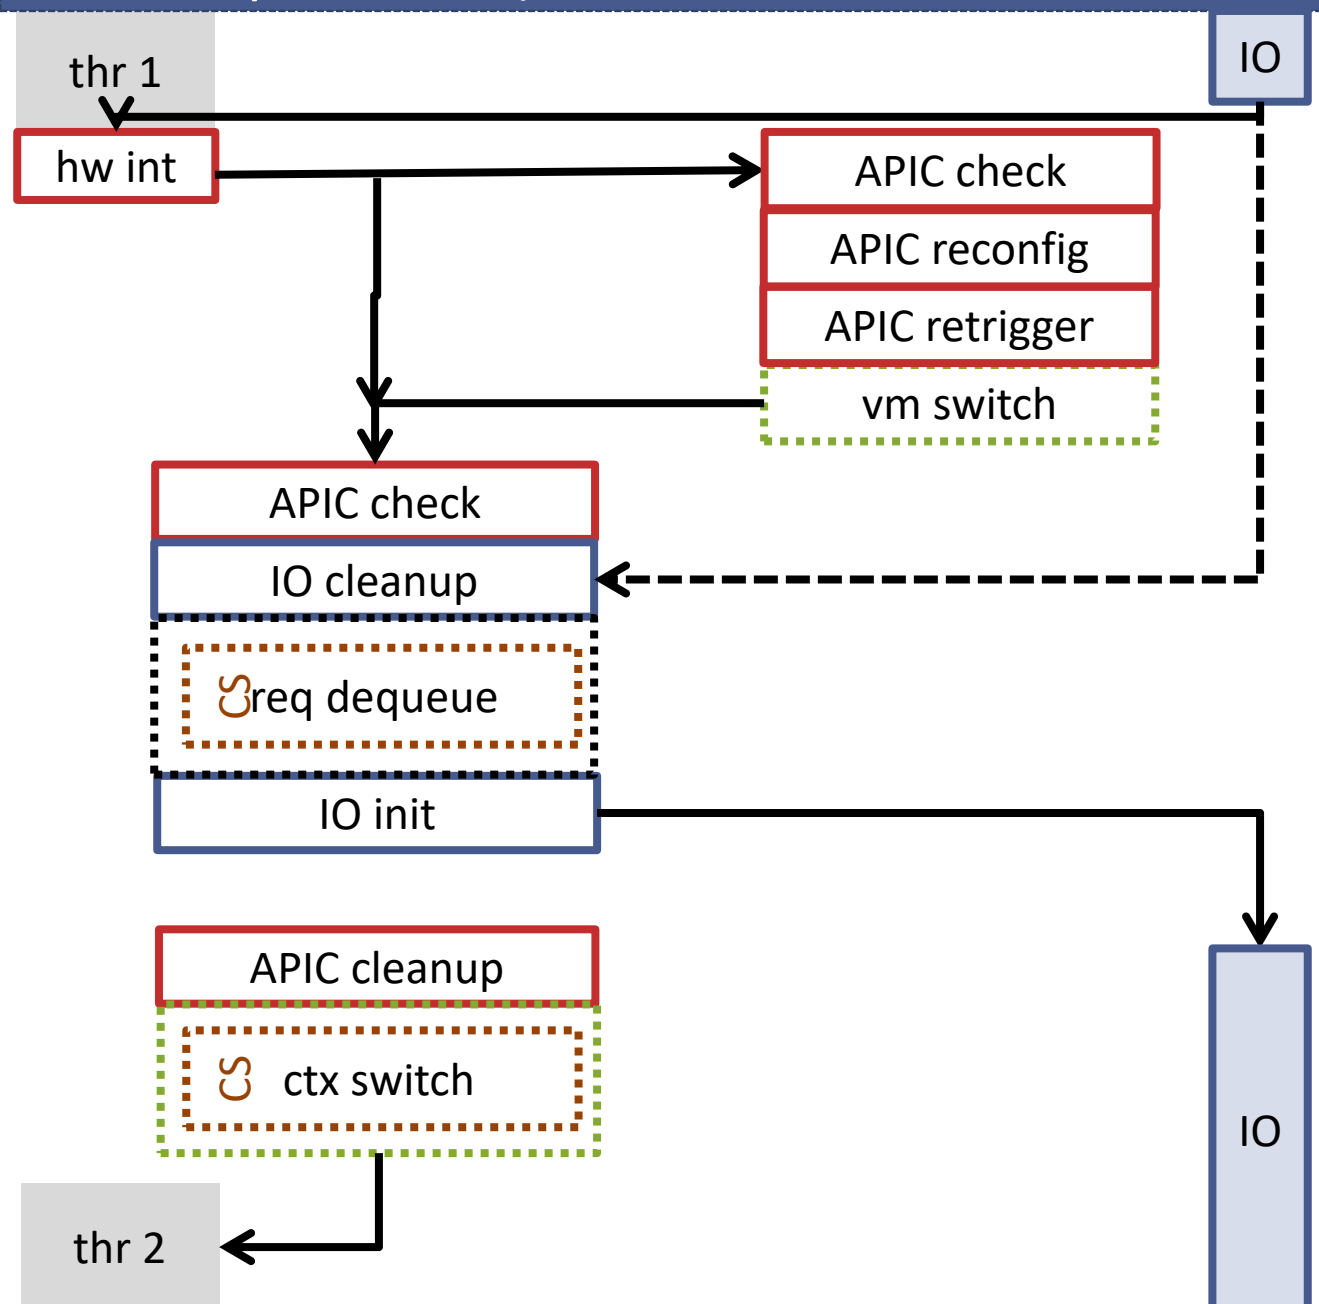 thr 1
IO
hw int
APIC check
APIC reconfig
APIC retrigger
vm switch
APIC check
IO cleanup
CS
req dequeue
IO init
APIC cleanup
CS
ctx switch
IO
thr 2